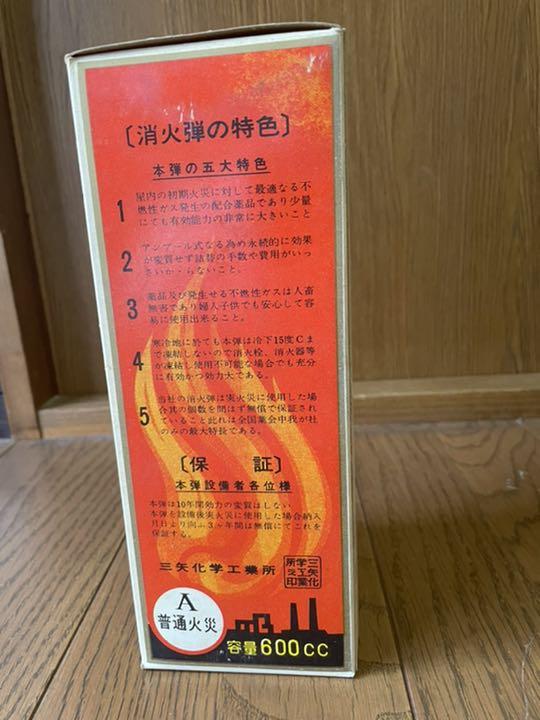 〔消火弾の特色〕
本弾の五大特色
1 屋内の初期火災に対して最適なる不
燃性ガス発生の配合薬品であり少量
にても有効能力の非常に大きいこと
2 アンプール式なる為め永続的に効果
が変質せず詰替の手数や費用がいっ
さいか・らないこと。
3 薬品及び発生せる不燃性ガスは人畜
無害であり婦人子供でも安心して容
易に使用出来ること。
4 寒冷地に於ても本弾は冷下15度Cま
で凍結しないので消火栓、消火器等
が凍結し使用不可能な場合でも充分
に有効かつ効力大である。
5 当社の消火弾は実火災に使用した場
合其の個数を問はず無償で保証され
ていること此れは全国業会中我が社
のみの最大特長である。
〔保証〕
本弾設備者各位様
本弾は10年間効力の変質はしない
本弾を設備後実火災に使用した場合納入
月日より向ふ3ヶ年間は無償にてこれを
保証する。
三矢化学工業所
三矢化
学工業
所之印
A
普通火災
容量600CC